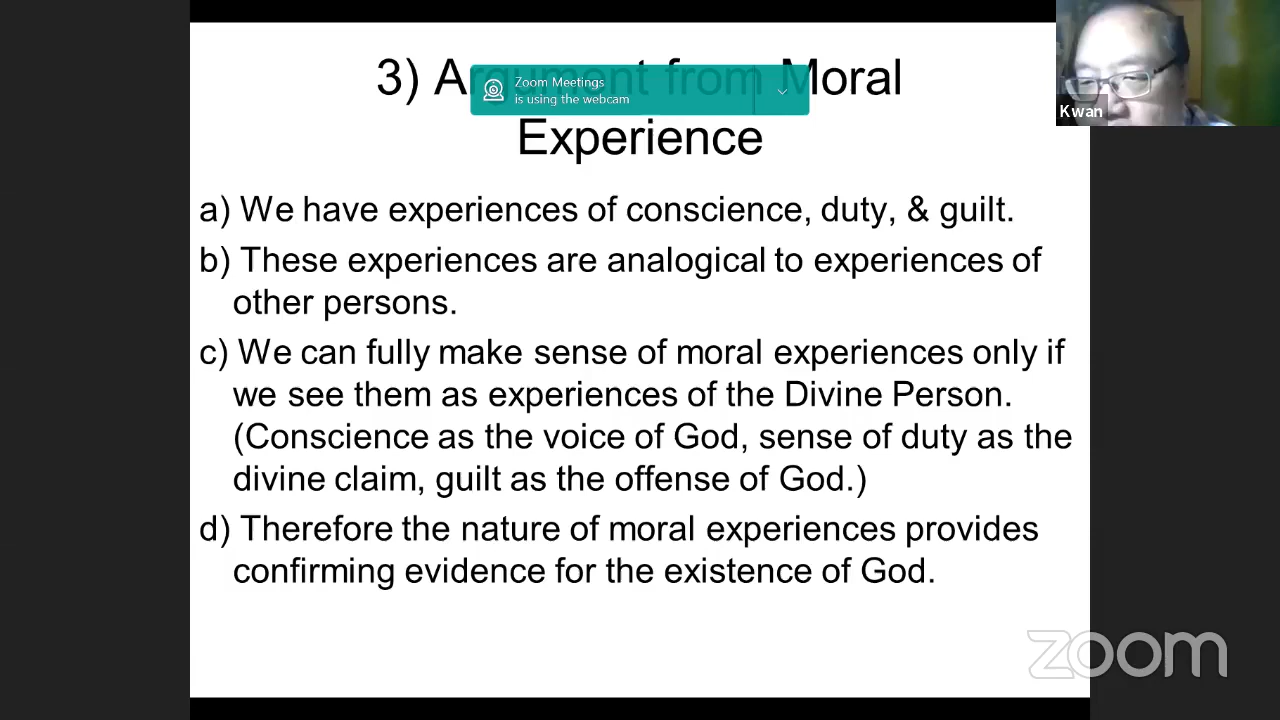 3) Argument from Moral
Experience
Zoom Meetings
is using the webcam
Kwan
a) We have experiences of conscience, duty, & guilt.
b) These experiences are analogical to experiences of
other persons.
c) We can fully make sense of moral experiences only if
we see them as experiences of the Divine Person.
(Conscience as the voice of God, sense of duty as the
divine claim, guilt as the offense of God.)
d) Therefore the nature of moral experiences provides
confirming evidence for the existence of God.
zoom